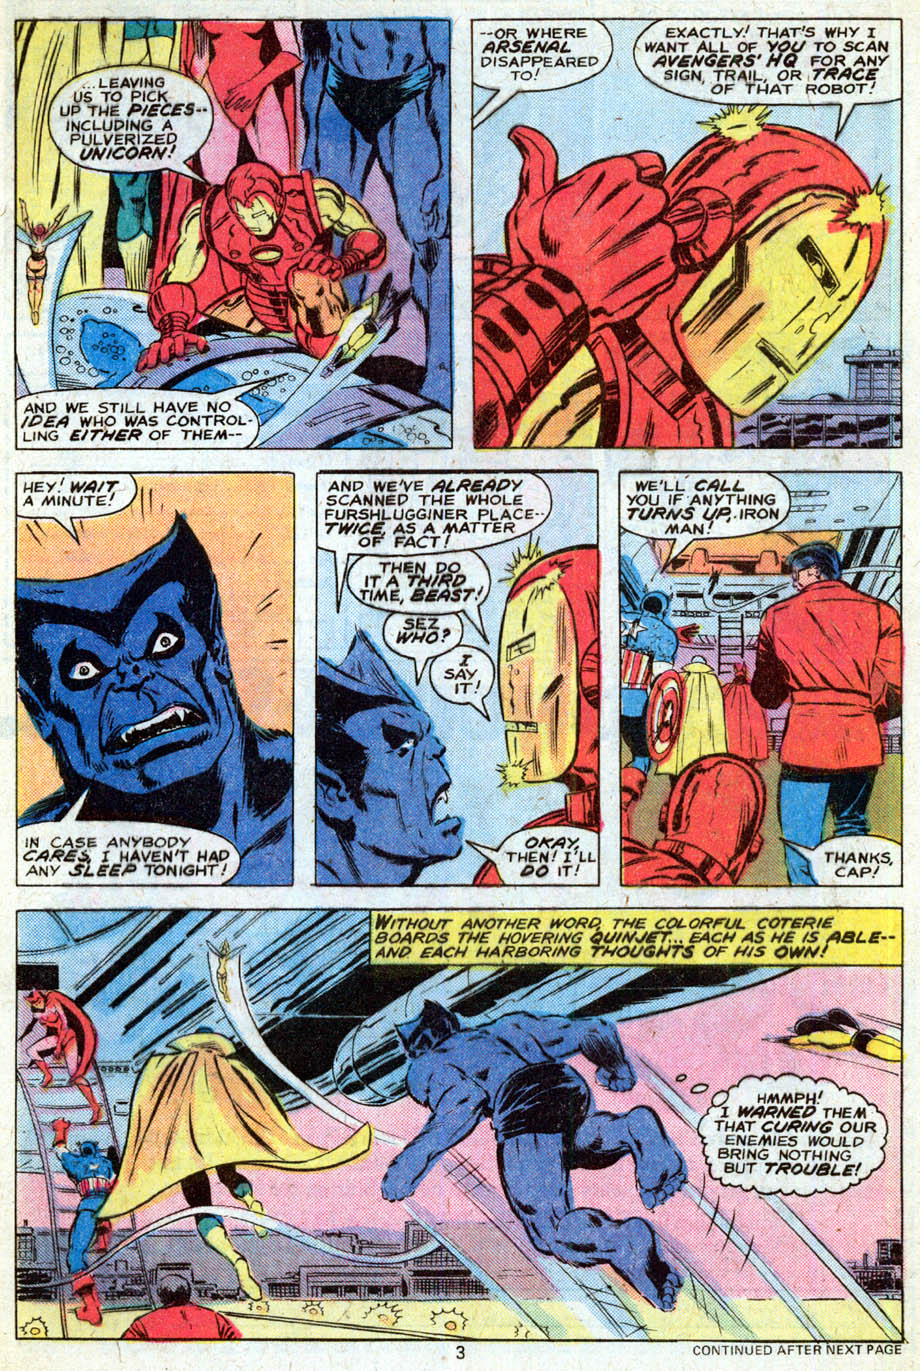 ...LEAVING
US TO PICK
UP THE PIECES--
INCLUDING A
PULVERIZED
UNICORN!
AND WE STILL HAVE NO
IDEA WHO WAS CONTROL-
LING EITHER OF THEM--
--OR WHERE
ARSENAL
DISAPPEARED
TO!
EXACTLY! THAT'S WHY I
WANT ALL OF YOU TO SCAN
AVENGERS' HQ FOR ANY
SIGN, TRAIL, OR TRACE
OF THAT ROBOT!
HEY! WAIT
A MINUTE!
IN CASE ANYBODY
CARES, I HAVEN'T HAD
ANY SLEEP TONIGHT!
AND WE'VE ALREADY
SCANNED THE WHOLE
FURSHLUGGINER PLACE--
TWICE, AS A MATTER
OF FACT!
THEN DO
IT A THIRD
TIME, BEAST!
SEZ
WHO?
I
SAY
IT!
OKAY,
THEN! I'LL
DO IT!
WE'LL CALL
YOU IF ANYTHING
TURNS UP, IRON
MAN!
THANKS,
CAP!
WITHOUT ANOTHER WORD, THE COLORFUL COTERIE
BOARDS THE HOVERING QUINJET... EACH AS HE IS ABLE--
AND EACH HARBORING THOUGHTS OF HIS OWN!
HMMPH!
I WARNED THEM
THAT CURING OUR
ENEMIES WOULD
BRING NOTHING
BUT TROUBLE!
3
CONTINUED AFTER NEXT PAGE